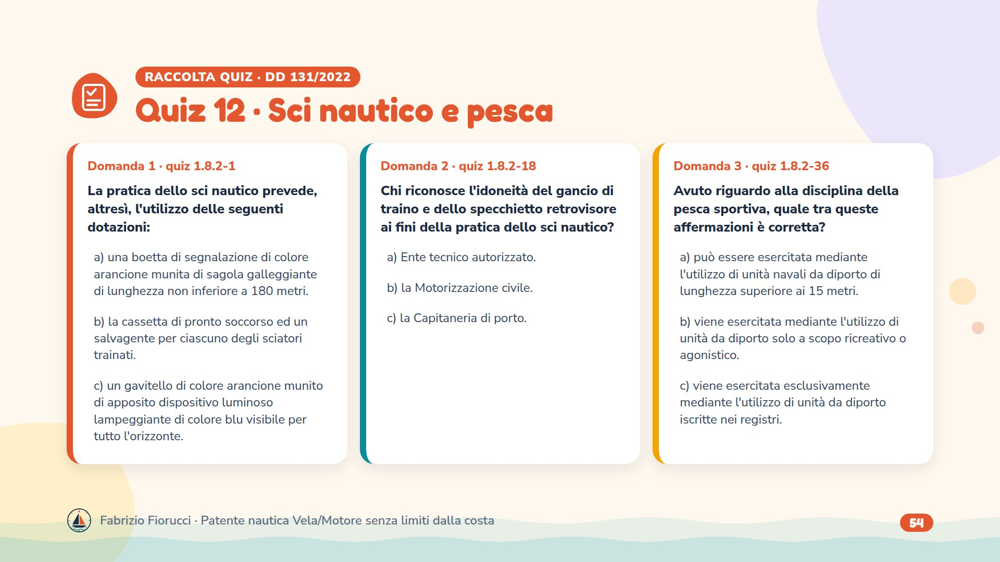 RACCOLTA QUIZ · DD 131/2022
Quiz 12 · Sci nautico e pesca
Domanda 1 · quiz 1.8.2-1
La pratica dello sci nautico prevede,
altresì, l'utilizzo delle seguenti
dotazioni:
a) una boetta di segnalazione di colore
arancione munita di sagola galleggiante
di lunghezza non inferiore a 180 metri.
b) la cassetta di pronto soccorso ed un
salvagente per ciascuno degli sciatori
trainati.
c) un gavitello di colore arancione munito
di apposito dispositivo luminoso
lampeggiante di colore blu visibile per
tutto l'orizzonte.
Domanda 2 · quiz 1.8.2-18
Chi riconosce l'idoneità del gancio di
traino e dello specchietto retrovisore
ai fini della pratica dello sci nautico?
a) Ente tecnico autorizzato.
b) la Motorizzazione civile.
c) la Capitaneria di porto.
Domanda 3 · quiz 1.8.2-36
Avuto riguardo alla disciplina della
pesca sportiva, quale tra queste
affermazioni è corretta?
a) può essere esercitata mediante
l'utilizzo di unità navali da diporto di
lunghezza superiore ai 15 metri.
b) viene esercitata mediante l'utilizzo di
unità da diporto solo a scopo ricreativo o
agonistico.
c) viene esercitata esclusivamente
mediante l'utilizzo di unità da diporto
iscritte nei registri.
Fabrizio Fiorucci · Patente nautica Vela/Motore senza limiti dalla costa
54